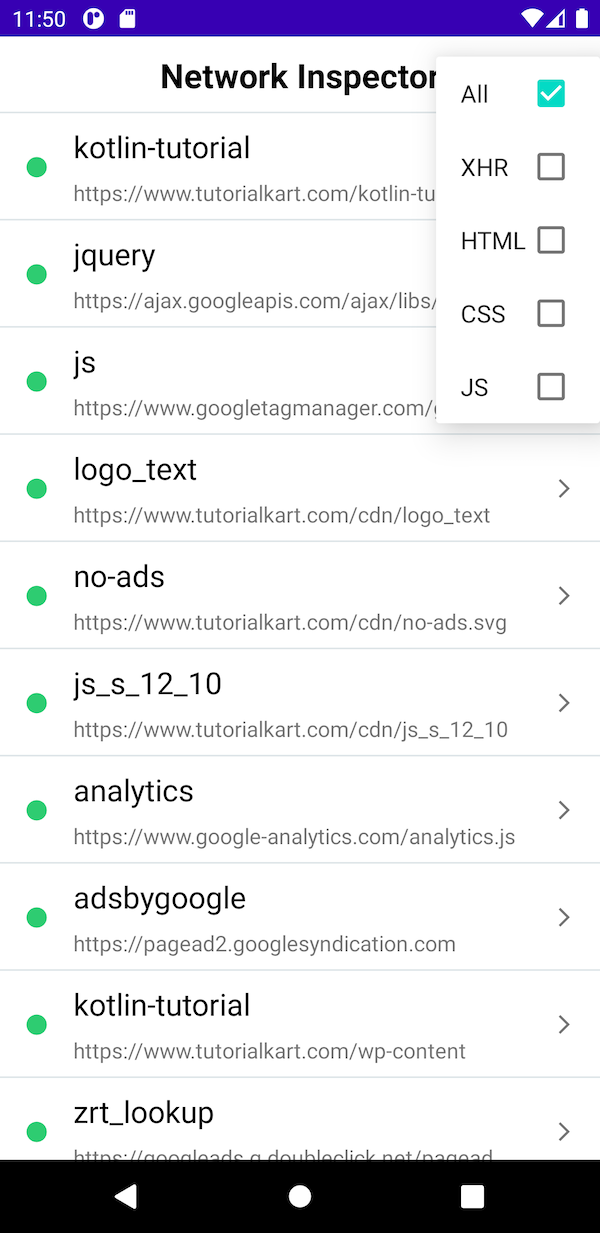 11:50
Network Inspector
All
XHR
HTML
CSS
JS
kotlin-tutorial
https://www.tutorialkart.com/kotlin-tu
jquery
https://ajax.googleapis.com/ajax/libs/
js
https://www.googletagmanager.com/
logo_text
https://www.tutorialkart.com/cdn/logo_text
no-ads
https://www.tutorialkart.com/cdn/no-ads.svg
js_s_12_10
https://www.tutorialkart.com/cdn/js_s_12_10
analytics
https://www.google-analytics.com/analytics.js
adsbygoogle
https://pagead2.googlesyndication.com
kotlin-tutorial
https://www.tutorialkart.com/wp-content
zrt_lookup
https://googleads.g.doubleclick.net/pagead